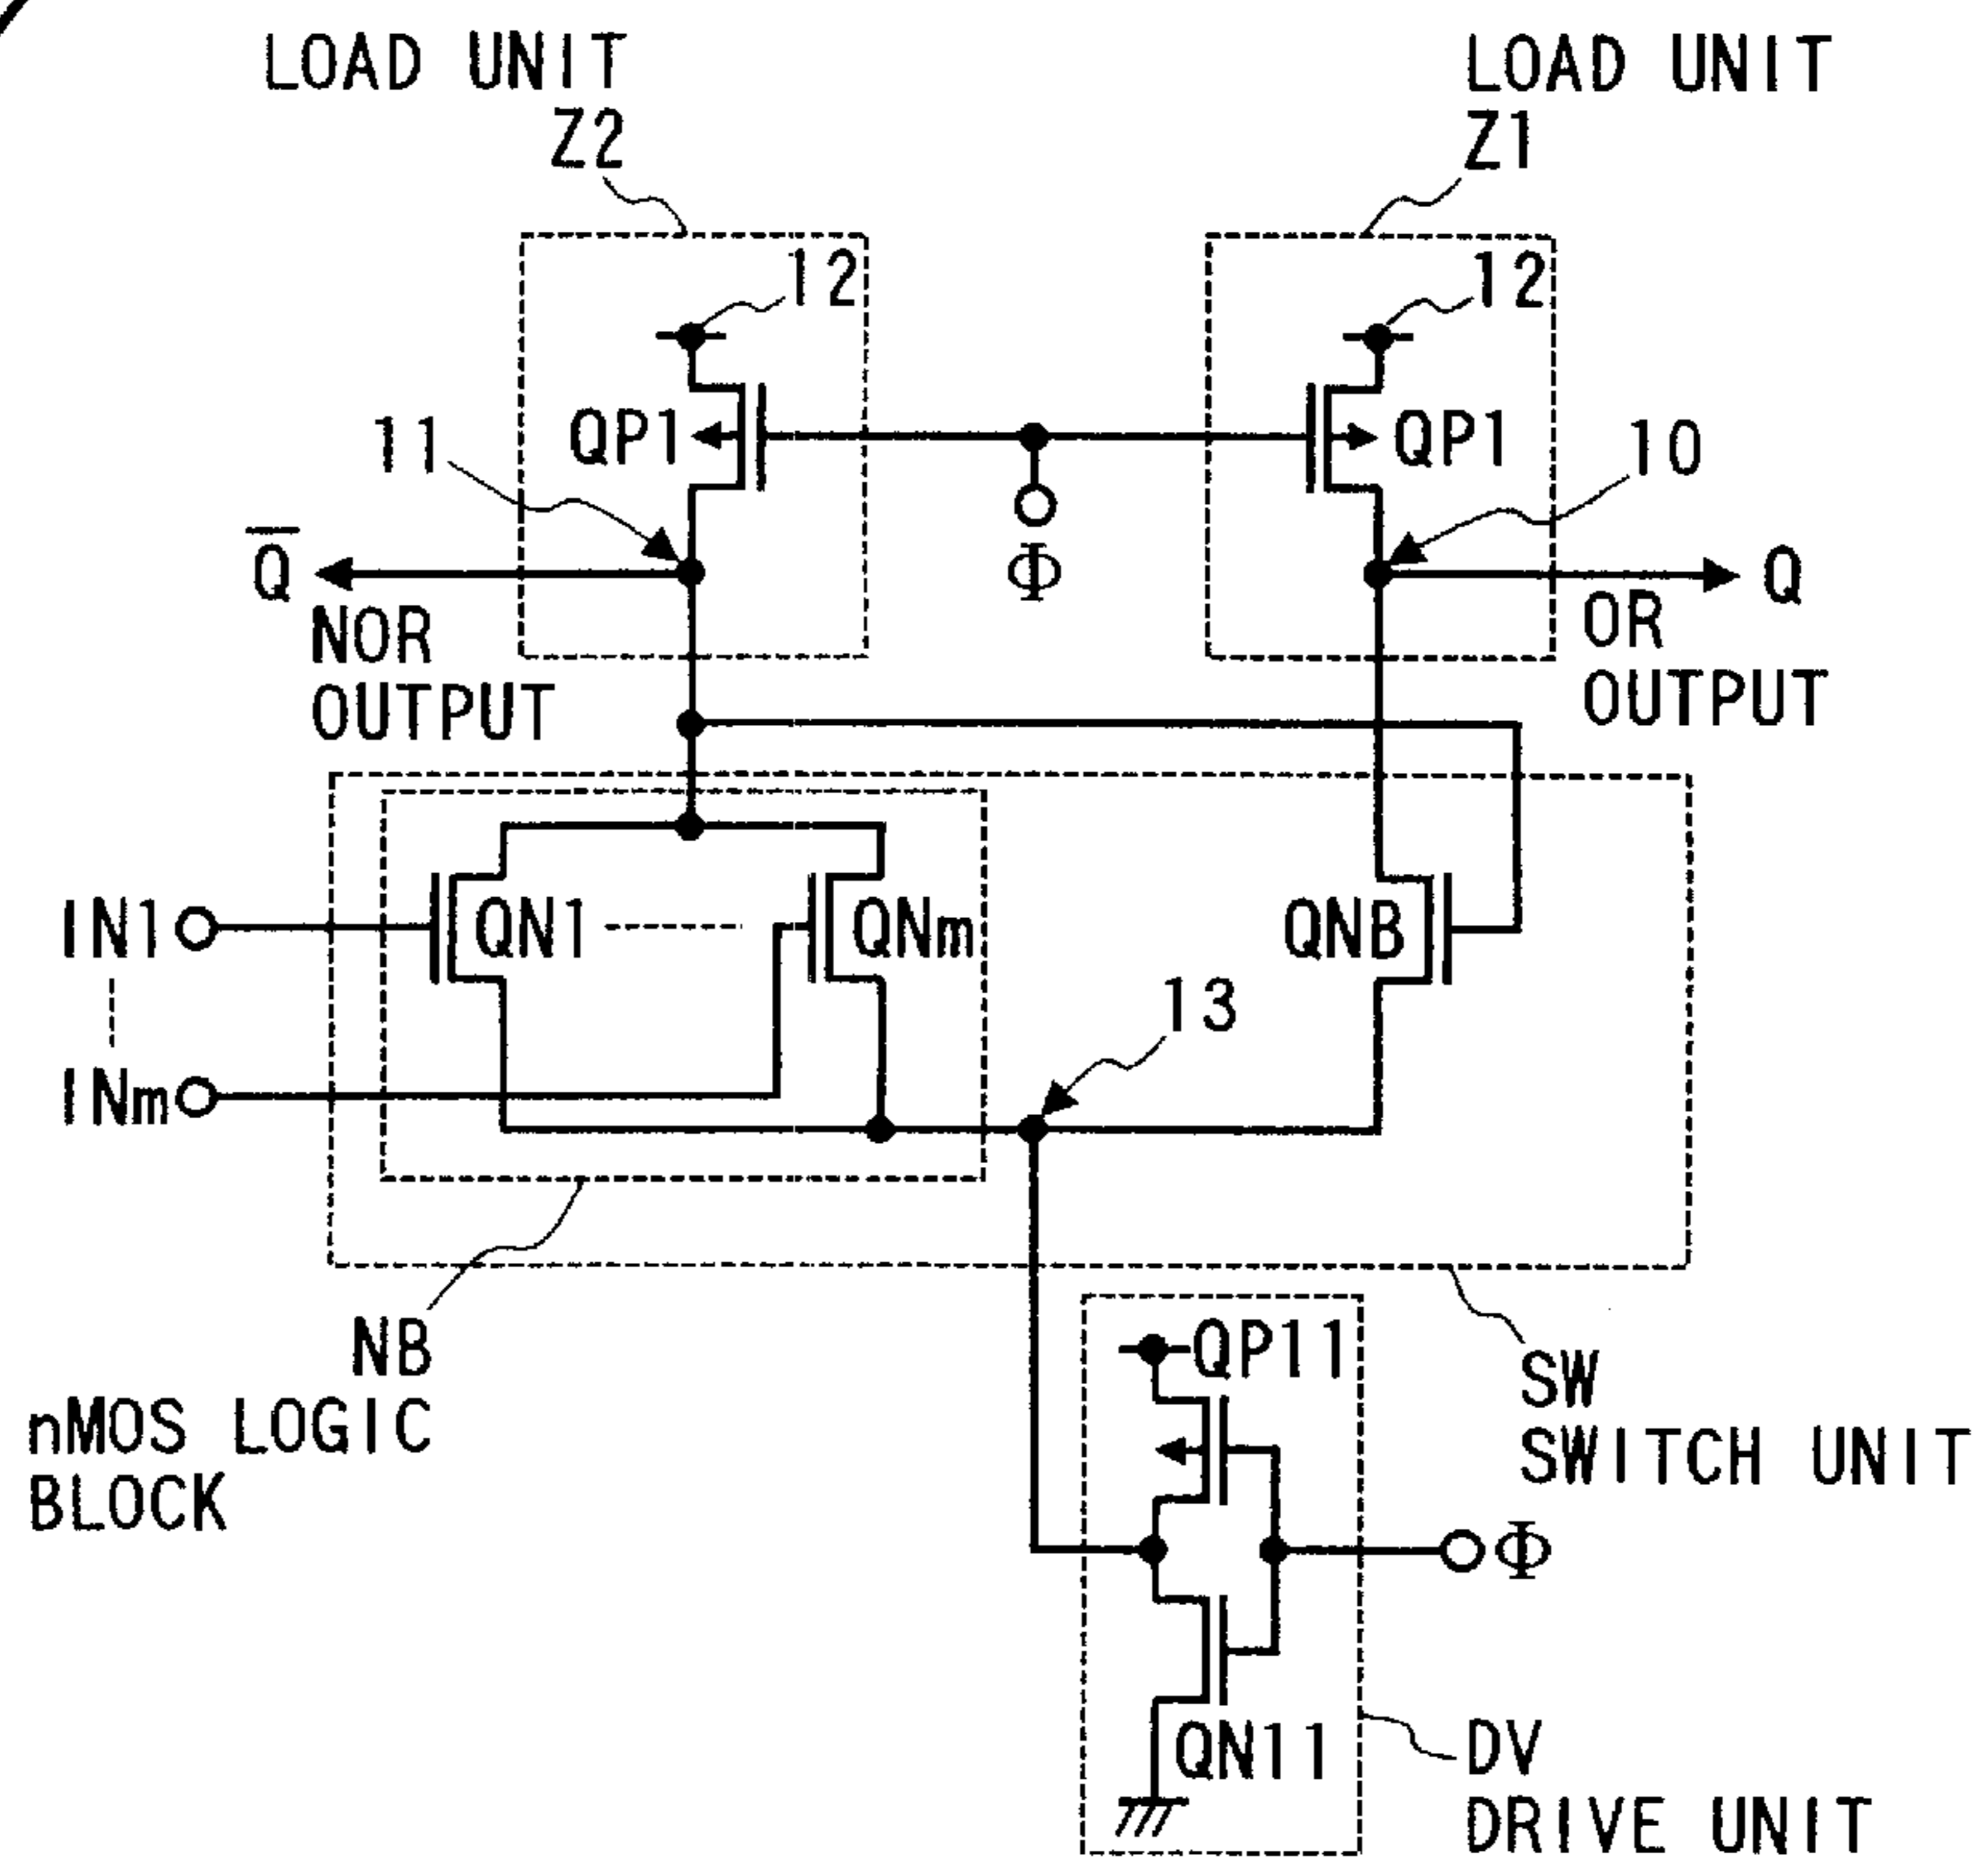 LOAD UNIT
Z2
LOAD UNIT
Z1
12
12
QP1
QP1
11
10
Φ
Q̅
NOR
OUTPUT
Q
OR
OUTPUT
IN1
QN1
QNm
QNB
13
INm
NB
nMOS LOGIC
BLOCK
SW
SWITCH UNIT
QP11
Φ
QN11
DV
DRIVE UNIT